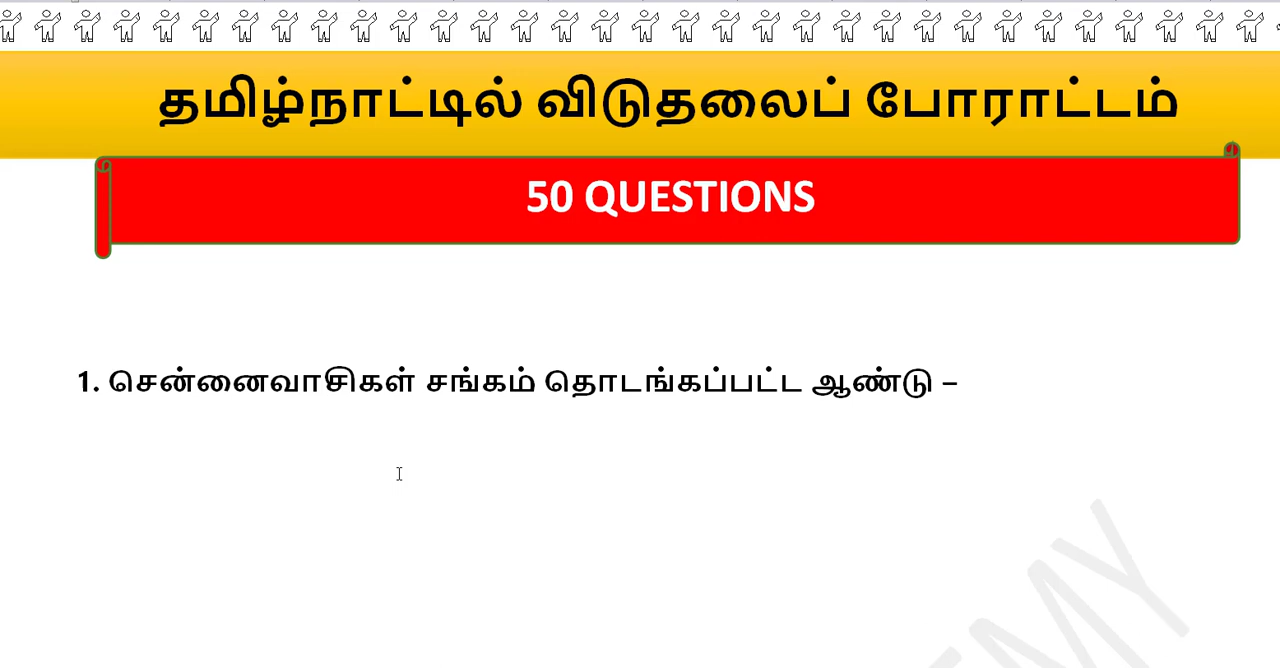 தமிழ்நாட்டில் விடுதலைப் போராட்டம்
50 QUESTIONS
1. சென்னைவாசிகள் சங்கம் தொடங்கப்பட்ட ஆண்டு –